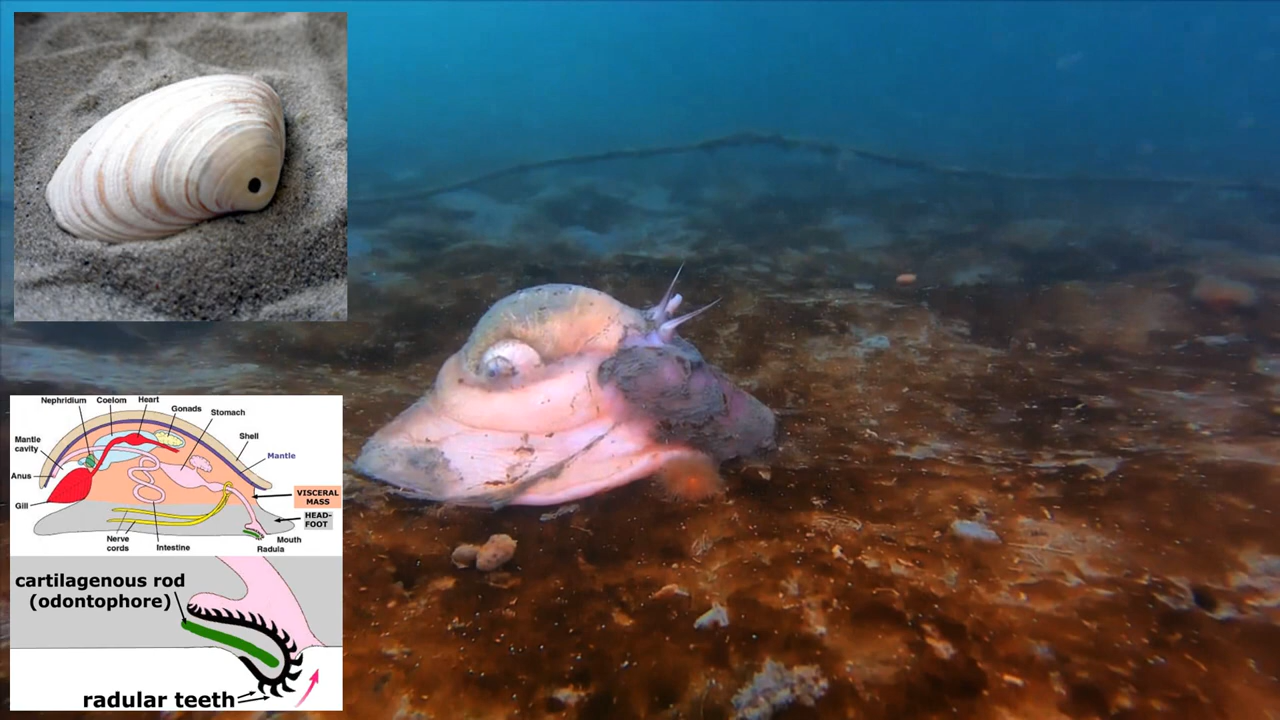 Nephridium
Coelom
Heart
Gonads
Stomach
Mantle
cavity
Shell
Mantle
Anus
VISCERAL
MASS
Gill
HEAD-
FOOT
Nerve
cords
Intestine
Mouth
Radula
cartilagenous rod
(odontophore)
radular teeth